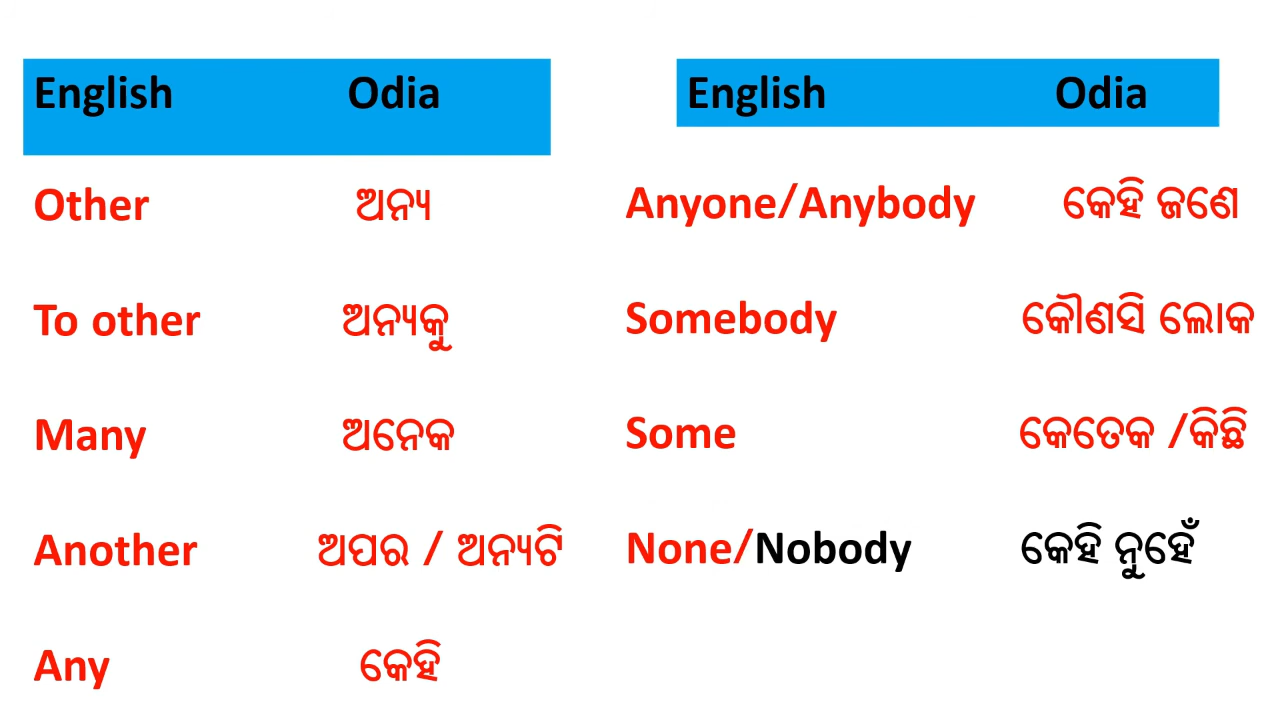 English Odia
Other ଅନ୍ୟ
To other ଅନ୍ୟକୁ
Many ଅନେକ
Another ଅପର / ଅନ୍ୟଟି
Any କେହି
English Odia
Anyone/Anybody କେହି ଜଣେ
Somebody କୌଣସି ଲୋକ
Some କେତେକ /କିଛି
None/Nobody କେହି ନୁହେଁ